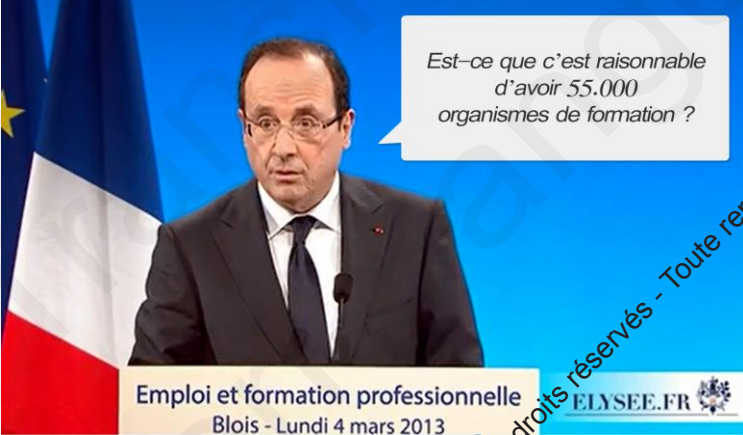 Est-ce que c'est raisonnable
d'avoir 55.000
organismes de formation ?
Emploi et formation professionnelle
Blois - Lundi 4 mars 2013
ELYSEE.FR
droits réservés - Toute